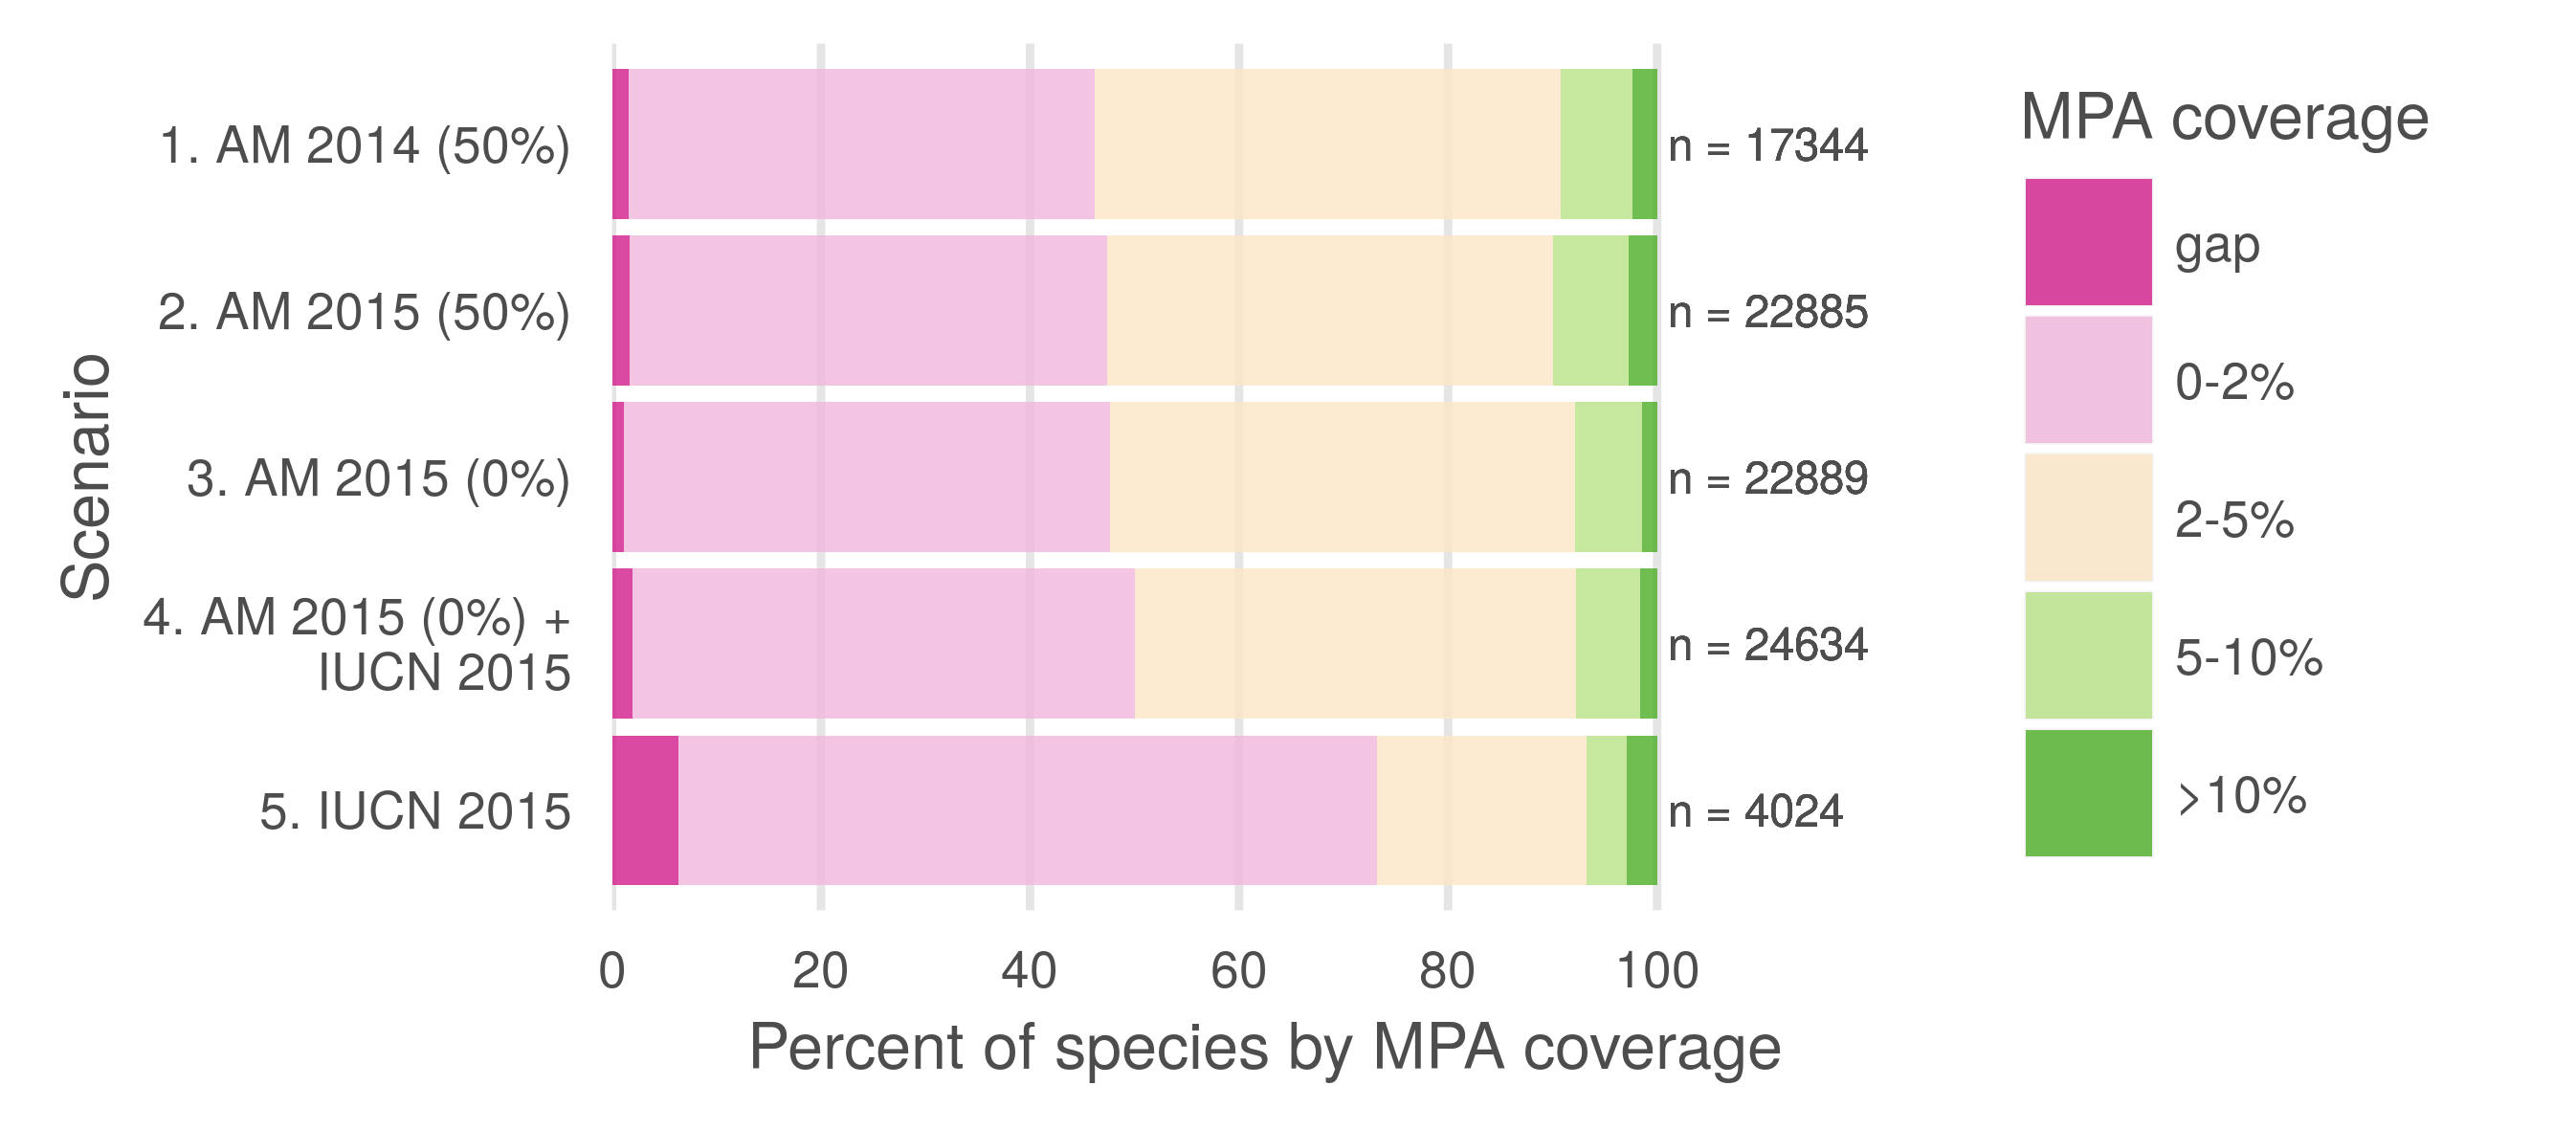 Scenario
1. AM 2014 (50%)
n = 17344
2. AM 2015 (50%)
n = 22885
3. AM 2015 (0%)
n = 22889
4. AM 2015 (0%) +
IUCN 2015
n = 24634
5. IUCN 2015
n = 4024
0 20 40 60 80 100
Percent of species by MPA coverage
MPA coverage
gap
0-2%
2-5%
5-10%
>10%